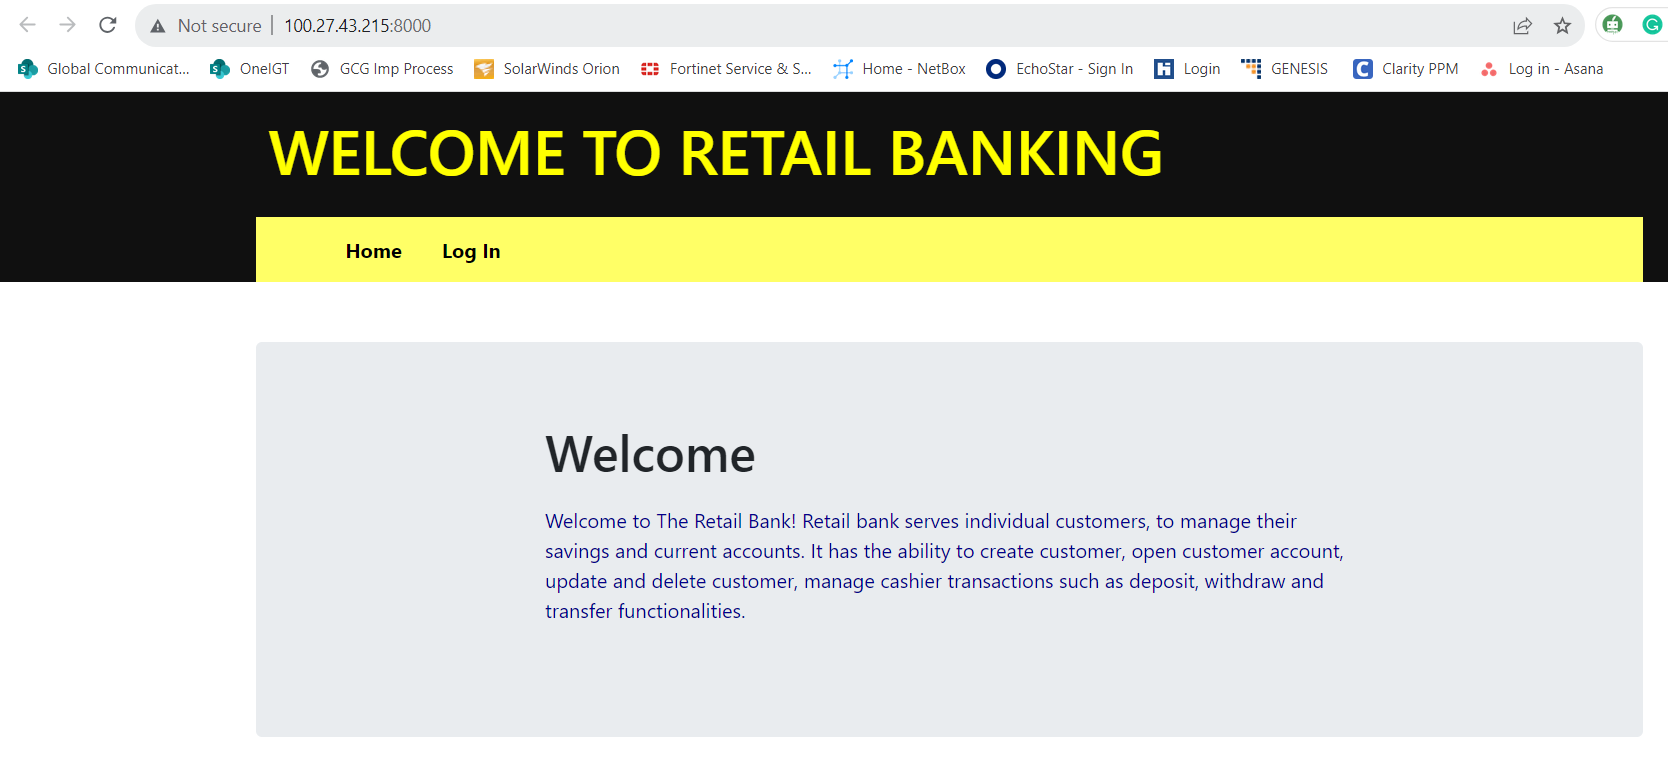 Not secure | 100.27.43.215:8000
Global Communicat... OneIGT GCG Imp Process SolarWinds Orion Fortinet Service & S... Home - NetBox EchoStar - Sign In Login GENESIS Clarity PPM Log in - Asana
WELCOME TO RETAIL BANKING
Home Log In
Welcome
Welcome to The Retail Bank! Retail bank serves individual customers, to manage their
savings and current accounts. It has the ability to create customer, open customer account,
update and delete customer, manage cashier transactions such as deposit, withdraw and
transfer functionalities.